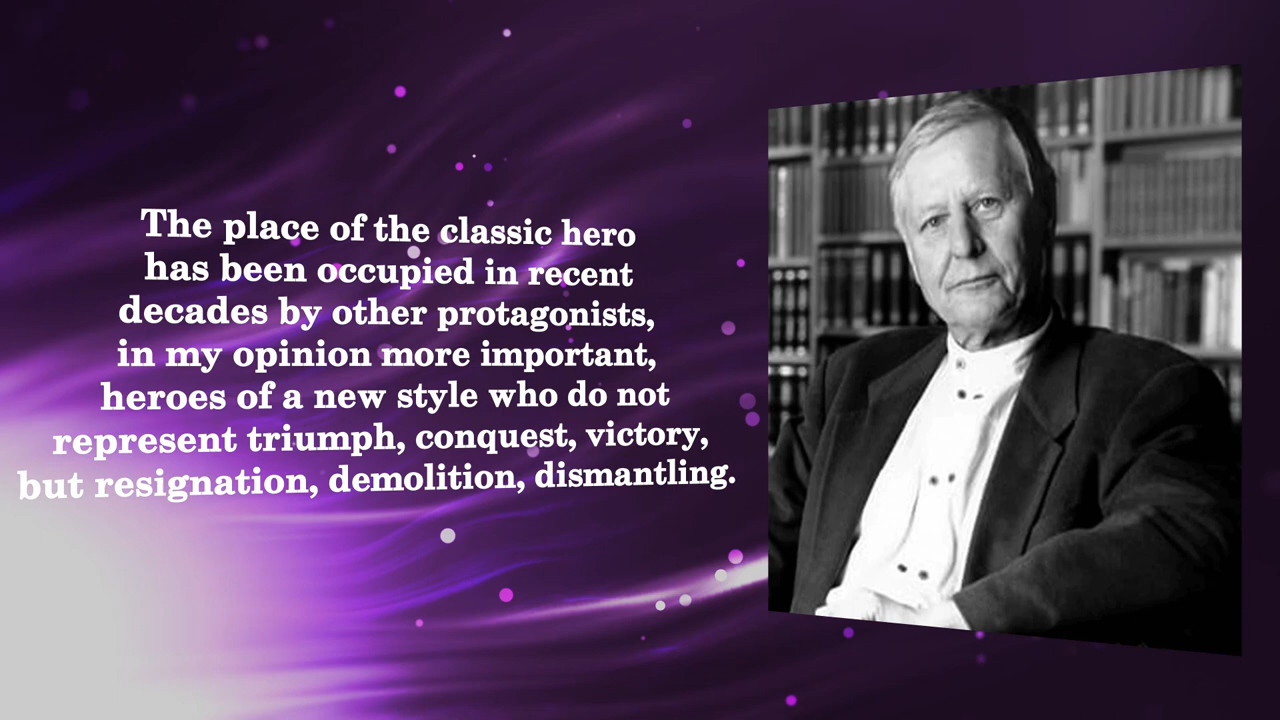 The place of the classic hero
has been occupied in recent
decades by other protagonists,
in my opinion more important,
heroes of a new style who do not
represent triumph, conquest, victory,
but resignation, demolition, dismantling.